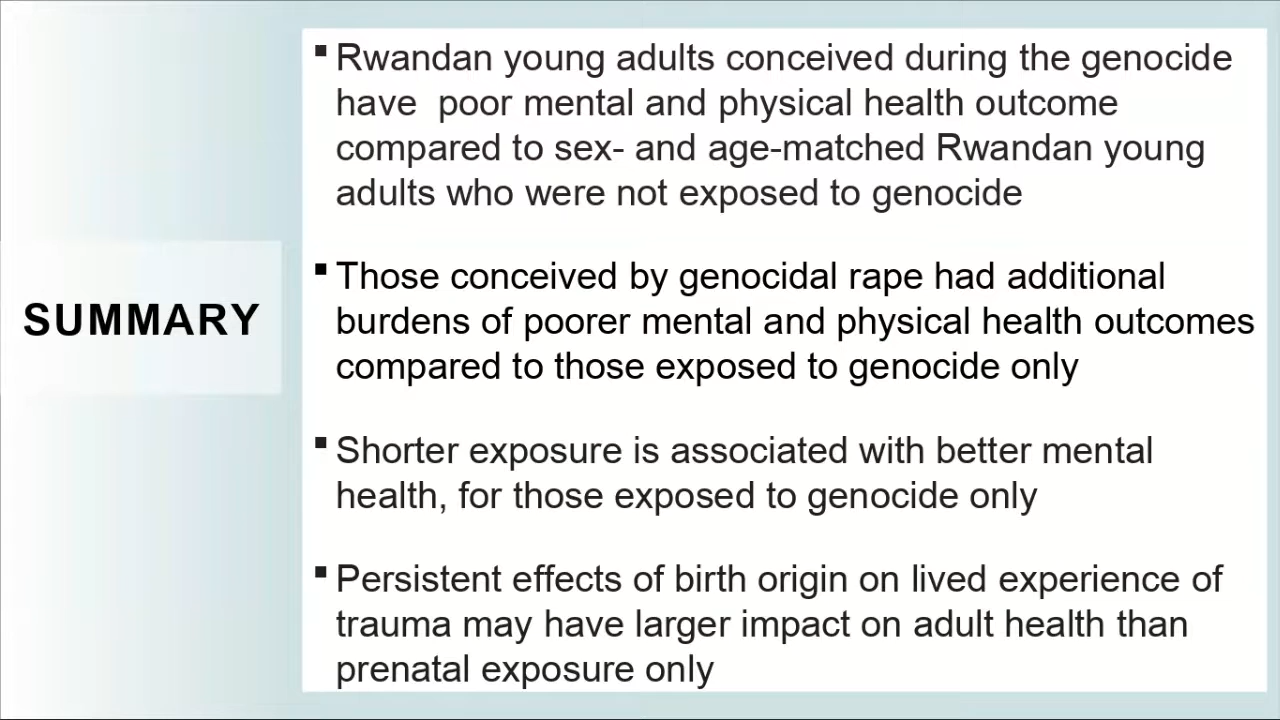 SUMMARY
▪ Rwandan young adults conceived during the genocide
have  poor mental and physical health outcome
compared to sex- and age-matched Rwandan young
adults who were not exposed to genocide
▪ Those conceived by genocidal rape had additional
burdens of poorer mental and physical health outcomes
compared to those exposed to genocide only
▪ Shorter exposure is associated with better mental
health, for those exposed to genocide only
▪ Persistent effects of birth origin on lived experience of
trauma may have larger impact on adult health than
prenatal exposure only